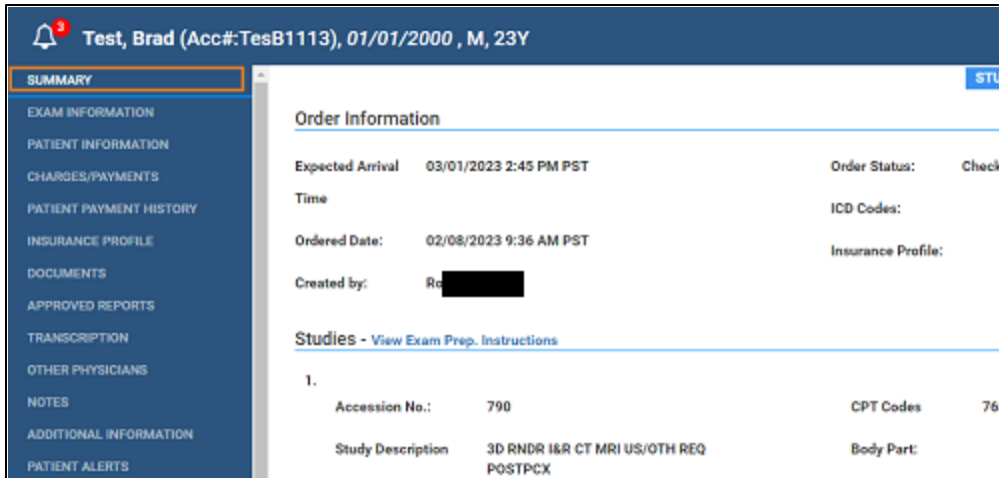 3
Test, Brad (Acc#:TesB1113), 01/01/2000 , M, 23Y
SUMMARY
EXAM INFORMATION
PATIENT INFORMATION
CHARGES/PAYMENTS
PATIENT PAYMENT HISTORY
INSURANCE PROFILE
DOCUMENTS
APPROVED REPORTS
TRANSCRIPTION
OTHER PHYSICIANS
NOTES
ADDITIONAL INFORMATION
PATIENT ALERTS
STU
Order Information
Expected Arrival Time 03/01/2023 2:45 PM PST
Order Status: Check
ICD Codes:
Ordered Date: 02/08/2023 9:36 AM PST
Insurance Profile:
Created by: Ro
Studies - View Exam Prep. Instructions
1.
Accession No.: 790
CPT Codes 76
Study Description 3D RNDR I&R CT MRI US/OTH REQ
POSTPCX
Body Part: